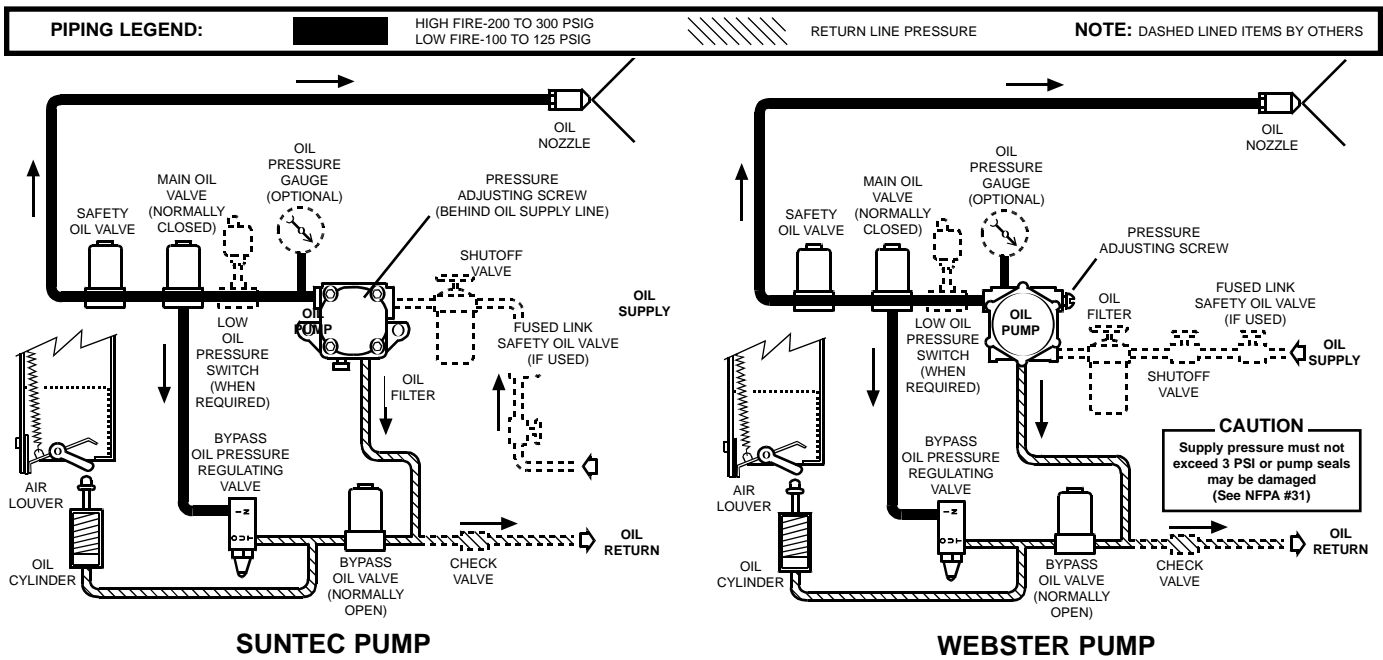 PIPING LEGEND:
HIGH FIRE-200 TO 300 PSIG
LOW FIRE-100 TO 125 PSIG
RETURN LINE PRESSURE
NOTE: DASHED LINED ITEMS BY OTHERS
OIL
NOZZLE
OIL
PRESSURE
GAUGE
(OPTIONAL)
MAIN OIL
VALVE
(NORMALLY
CLOSED)
SAFETY
OIL VALVE
PRESSURE
ADJUSTING SCREW
(BEHIND OIL SUPPLY LINE)
SHUTOFF
VALVE
OIL
SUPPLY
OIL
PUMP
LOW
OIL
PRESSURE
SWITCH
(WHEN
REQUIRED)
FUSED LINK
SAFETY OIL VALVE
(IF USED)
OIL
FILTER
BYPASS
OIL PRESSURE
REGULATING
VALVE
AIR
LOUVER
IN
OUT
OIL
CYLINDER
BYPASS
OIL VALVE
(NORMALLY
OPEN)
CHECK
VALVE
OIL
RETURN
SUNTEC PUMP
OIL
NOZZLE
OIL
PRESSURE
GAUGE
(OPTIONAL)
MAIN OIL
VALVE
(NORMALLY
CLOSED)
SAFETY
OIL VALVE
PRESSURE
ADJUSTING SCREW
OIL
PUMP
OIL
FILTER
FUSED LINK
SAFETY OIL VALVE
(IF USED)
OIL
SUPPLY
LOW OIL
PRESSURE
SWITCH
(WHEN
REQUIRED)
SHUTOFF
VALVE
CAUTION
Supply pressure must not
exceed 3 PSI or pump seals
may be damaged
(See NFPA #31)
BYPASS
OIL PRESSURE
REGULATING
VALVE
AIR
LOUVER
IN
OUT
OIL
CYLINDER
BYPASS
OIL VALVE
(NORMALLY
OPEN)
CHECK
VALVE
OIL
RETURN
WEBSTER PUMP